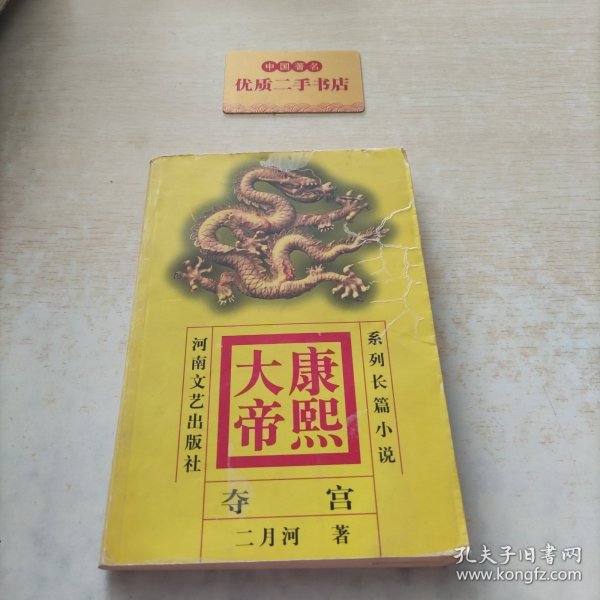 中国著名
优质二手书店
系列长篇小说
康熙
大帝
河南文艺出版社
夺宫
二月河 著
孔夫子旧书网
www.kongfz.com